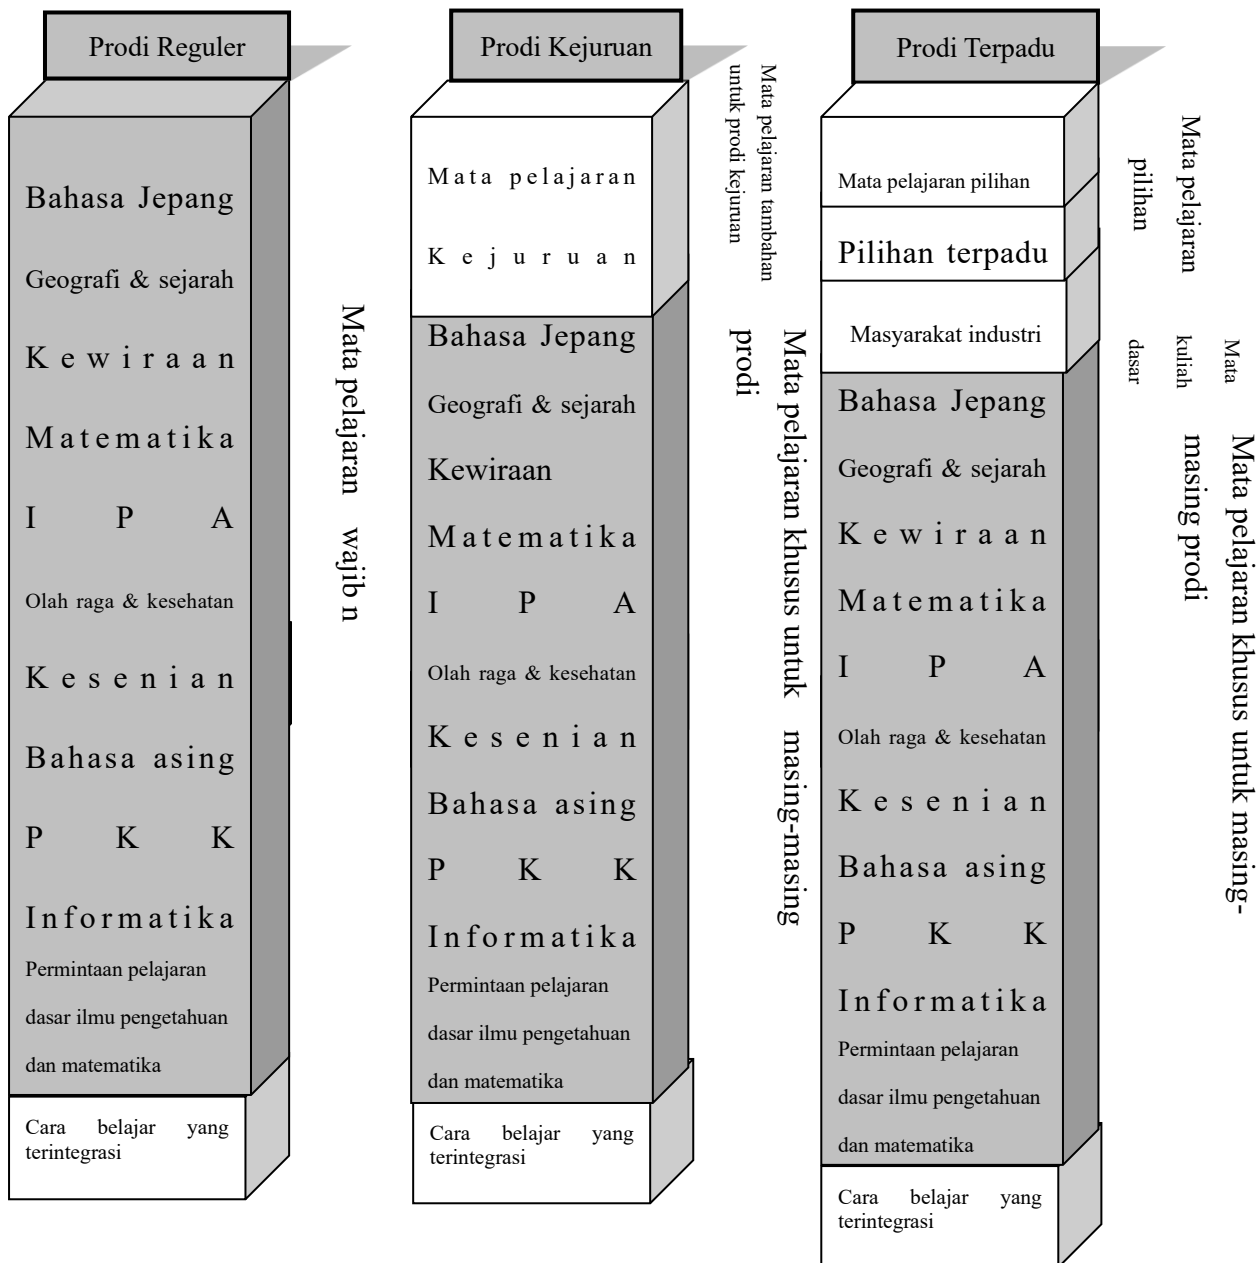 Prodi Reguler
Bahasa Jepang
Geografi & sejarah
Kewiraan
Matematika
I P A
Olah raga & kesehatan
Kesenian
Bahasa asing
P K K
Informatika
Permintaan pelajaran
dasar ilmu pengetahuan
dan matematika
Cara belajar yang
terintegrasi
Mata pelajaran wajib n
Prodi Kejuruan
Mata pelajaran
Kejuruan
Bahasa Jepang
Geografi & sejarah
Kewiraan
Matematika
I P A
Olah raga & kesehatan
Kesenian
Bahasa asing
P K K
Informatika
Permintaan pelajaran
dasar ilmu pengetahuan
dan matematika
Cara belajar yang
terintegrasi
Mata pelajaran tambahan
untuk prodi kejuruan
Mata pelajaran khusus untuk masing-masing
prodi
Prodi Terpadu
Mata pelajaran pilihan
Pilihan terpadu
Masyarakat industri
Bahasa Jepang
Geografi & sejarah
Kewiraan
Matematika
I P A
Olah raga & kesehatan
Kesenian
Bahasa asing
P K K
Informatika
Permintaan pelajaran
dasar ilmu pengetahuan
dan matematika
Cara belajar yang
terintegrasi
Mata pelajaran
pilihan
Mata
kuliah
dasar
Mata pelajaran khusus untuk masing-
masing prodi